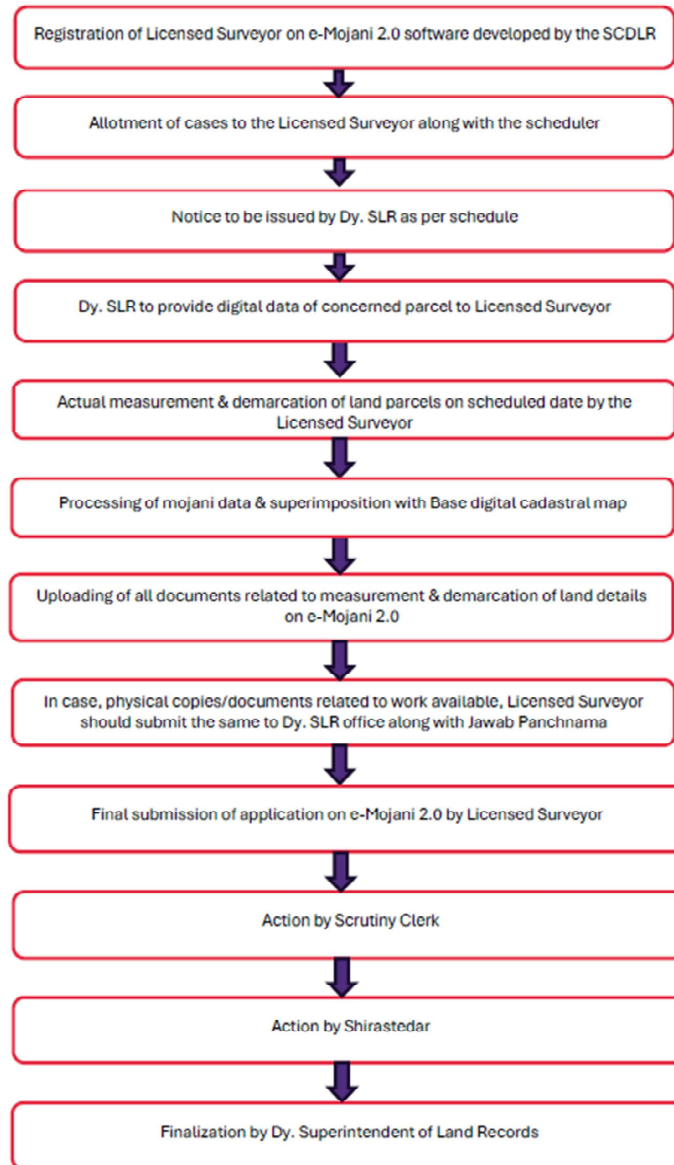 Registration of Licensed Surveyor on e-Mojani 2.0 software developed by the SCDLR
Allotment of cases to the Licensed Surveyor along with the scheduler
Notice to be issued by Dy. SLR as per schedule
Dy. SLR to provide digital data of concerned parcel to Licensed Surveyor
Actual measurement & demarcation of land parcels on scheduled date by the
Licensed Surveyor
Processing of mojani data & superimposition with Base digital cadastral map
Uploading of all documents related to measurement & demarcation of land details
on e-Mojani 2.0
In case, physical copies/documents related to work available, Licensed Surveyor
should submit the same to Dy. SLR office along with Jawab Panchnama
Final submission of application on e-Mojani 2.0 by Licensed Surveyor
Action by Scrutiny Clerk
Action by Shirastedar
Finalization by Dy. Superintendent of Land Records